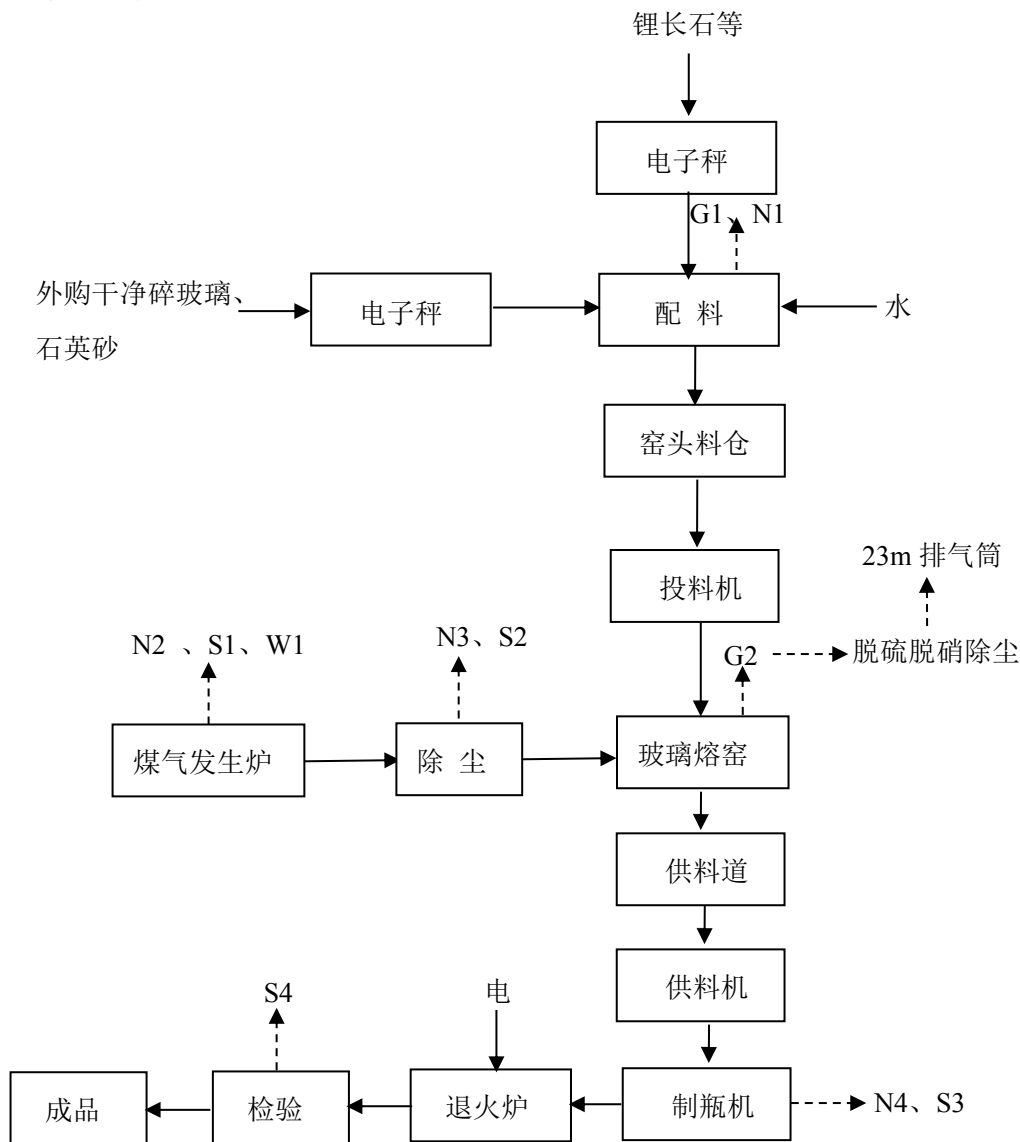 锂长石等
电子秤
G1、N1
外购干净碎玻璃、
石英砂
电子秤
配 料
水
窑头料仓
23m 排气筒
投料机
N2 、S1、W1
N3、S2
G2
脱硫脱硝除尘
煤气发生炉
除 尘
玻璃熔窑
供料道
供料机
S4
电
成品
检验
退火炉
制瓶机
N4、S3